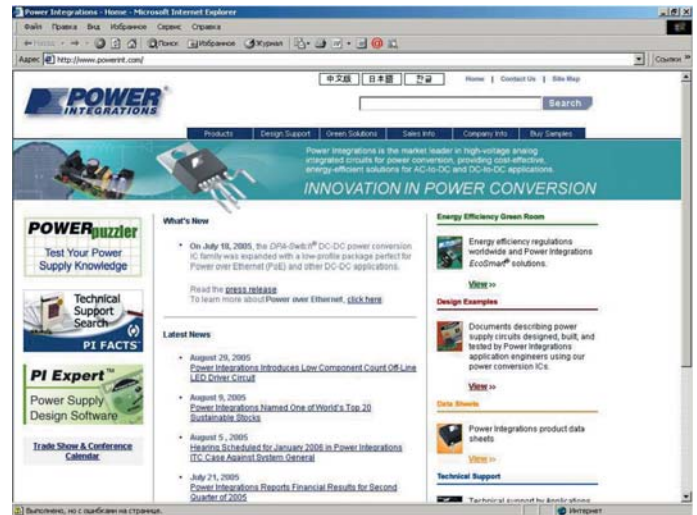 Power Integrations - Home - Microsoft Internet Explorer
Файл Правка Вид Избранное Сервис Справка
Назад Поиск Избранное Журнал
Адрес http://www.powerint.com/ Ссылки »
中文版 日本語 한글 Home | Contact Us | Site Map
POWER
INTEGRATIONS
Search
Products Design Support Green Solutions Sales Info Company Info Buy Samples
Power Integrations is the market leader in high-voltage analog
integrated circuits for power conversion, providing cost-effective,
energy-efficient solutions for AC-to-DC and DC-to-DC applications.
INNOVATION IN POWER CONVERSION
POWERpuzzler
Test Your Power
Supply Knowledge
Technical
Support
Search
PI FACTS
PI Expert™
Power Supply
Design Software
Trade Show & Conference
Calendar
What's New
• On July 18, 2005, the DPA-Switch® DC-DC power conversion
IC family was expanded with a low-profile package perfect for
Power over Ethernet (PoE) and other DC-DC applications.
Read the press release
To learn more about Power over Ethernet, click here
Latest News
• August 29, 2005
Power Integrations Introduces Low Component Count Off-Line
LED Driver Circuit
• August 9, 2005
Power Integrations Named One of World's Top 20
Sustainable Stocks
• August 5 , 2005
Hearing Scheduled for January 2006 in Power Integrations
ITC Case Against System General
• July 21, 2005
Power Integrations Reports Financial Results for Second
Quarter of 2005
Energy Efficiency Green Room
Energy efficiency regulations
worldwide and Power Integrations
EcoSmart® solutions.
View >>
Design Examples
Documents describing power
supply circuits designed, built, and
tested by Power Integrations
application engineers using our
power conversion ICs.
View >>
Data Sheets
Power Integrations product data
sheets
View >>
Technical Support
Technical support by Applications
Выполнено, но с ошибками на странице.
Интернет